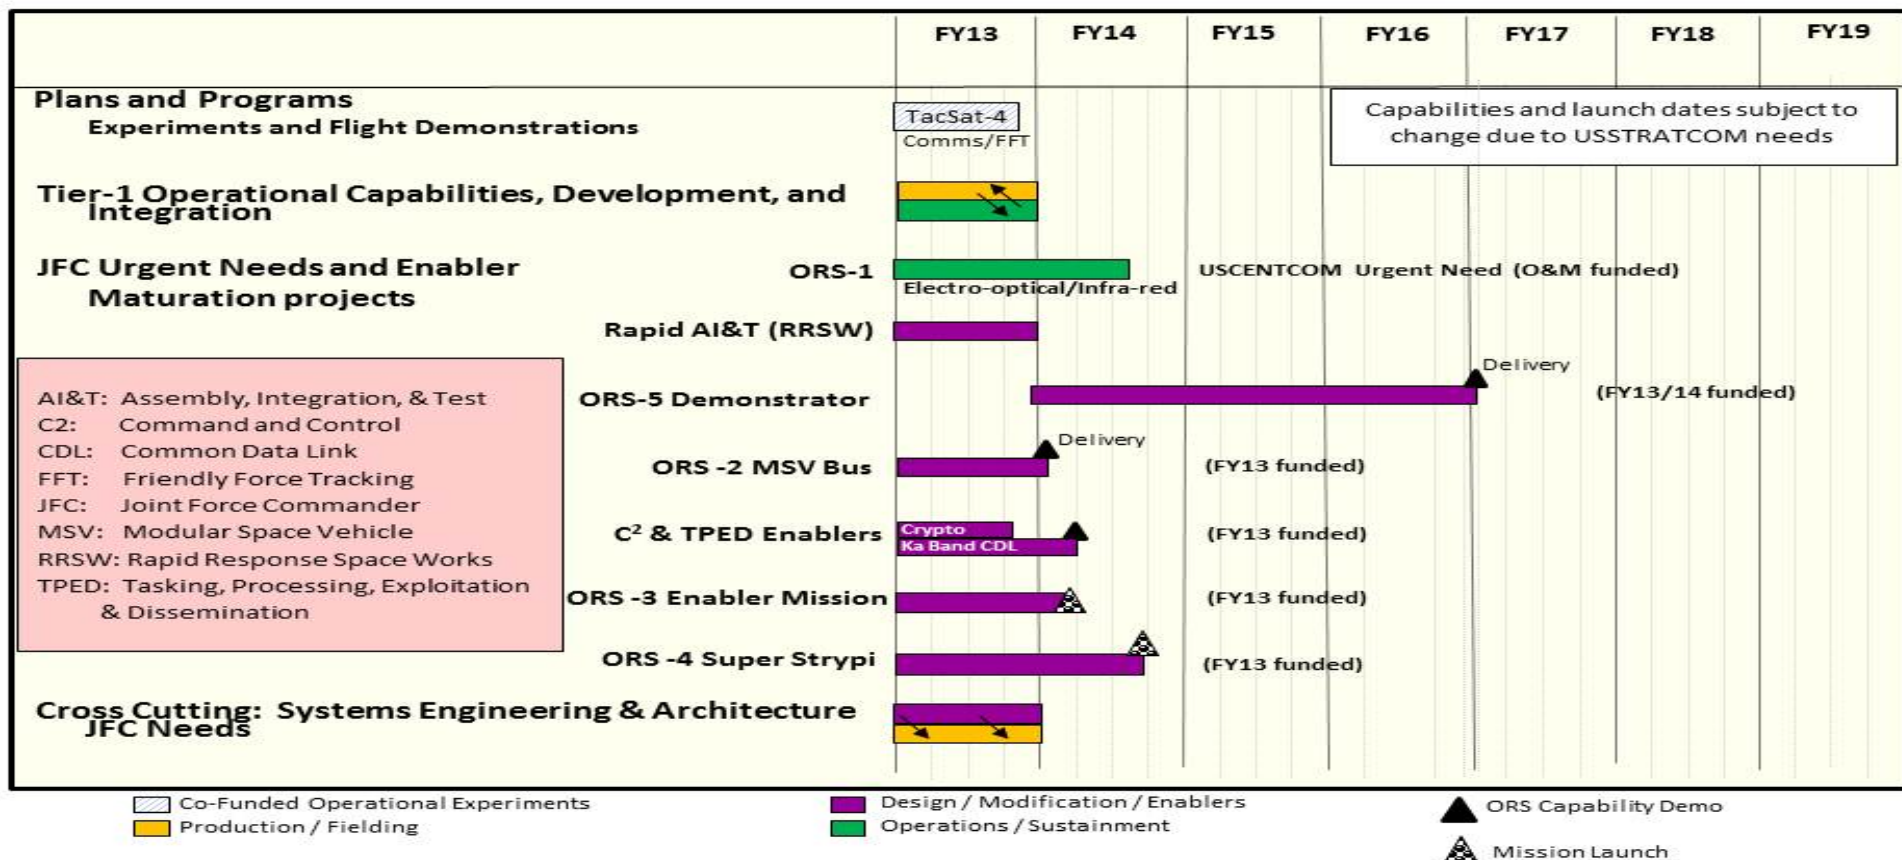 FY13 FY14 FY15 FY16 FY17 FY18 FY19
Plans and Programs
Experiments and Flight Demonstrations
TacSat-4
Comms/FFT
Capabilities and launch dates subject to
change due to USSTRATCOM needs
Tier-1 Operational Capabilities, Development, and
Integration
JFC Urgent Needs and Enabler
Maturation projects
ORS-1
Electro-optical/Infra-red
USCENTCOM Urgent Need (O&M funded)
Rapid AI&T (RRSW)
ORS-5 Demonstrator
Delivery
(FY13/14 funded)
ORS -2 MSV Bus
Delivery
(FY13 funded)
C² & TPED Enablers
Crypto
Ka Band CDL
(FY13 funded)
ORS -3 Enabler Mission
(FY13 funded)
ORS -4 Super Strypi
(FY13 funded)
AI&T: Assembly, Integration, & Test
C2: Command and Control
CDL: Common Data Link
FFT: Friendly Force Tracking
JFC: Joint Force Commander
MSV: Modular Space Vehicle
RRSW: Rapid Response Space Works
TPED: Tasking, Processing, Exploitation
& Dissemination
Cross Cutting: Systems Engineering & Architecture
JFC Needs
Co-Funded Operational Experiments
Production / Fielding
Design / Modification / Enablers
Operations / Sustainment
ORS Capability Demo
Mission Launch